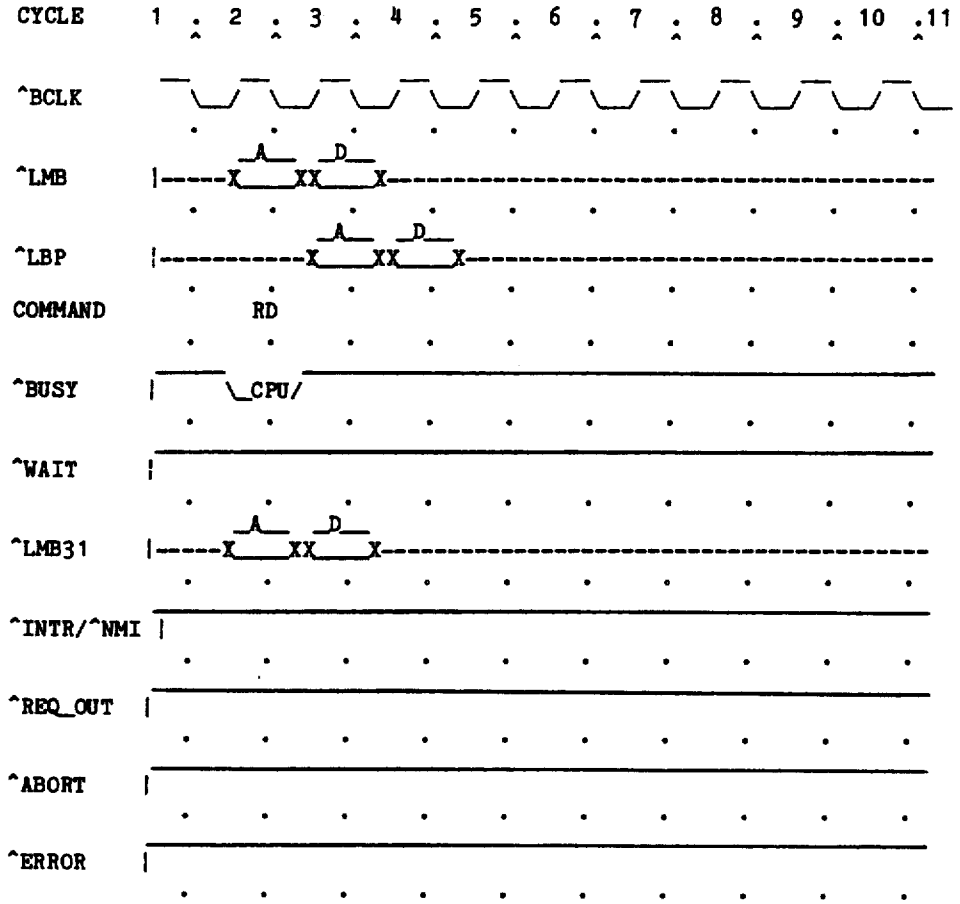 CYCLE 1 . 2 . 3 . 4 . 5 . 6 . 7 . 8 . 9 . 10 .11
^BCLK
A D
^LMB
A D
^LBP
COMMAND RD
^BUSY CPU
^WAIT
A D
^LMB31
^INTR/^NMI
^REQ_OUT
^ABORT
^ERROR